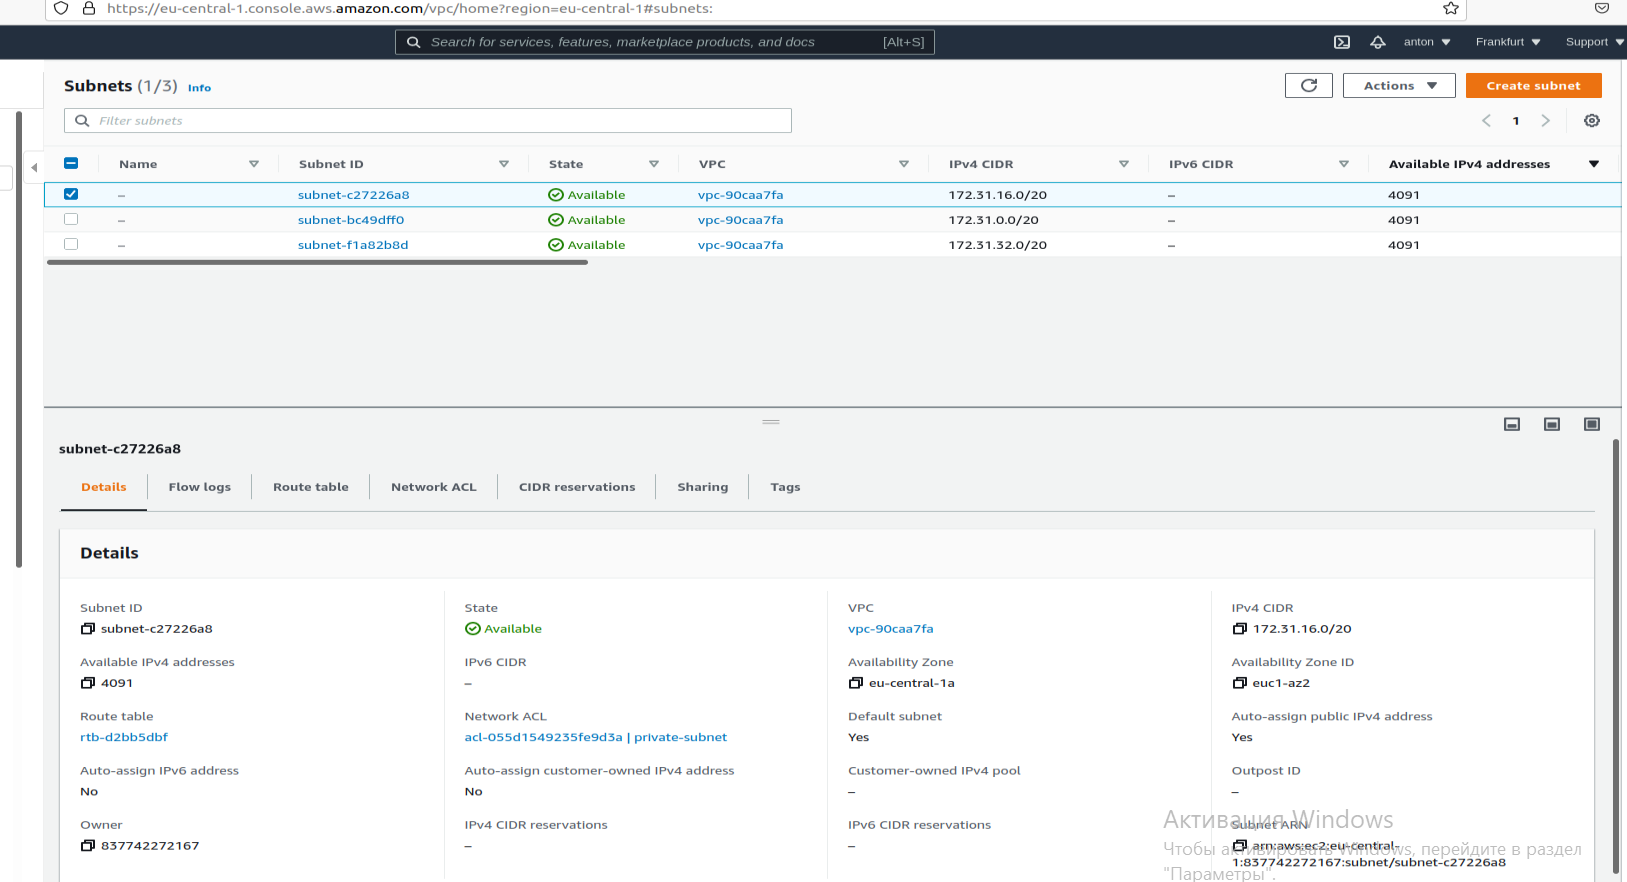 https://eu-central-1.console.aws.amazon.com/vpc/home?region=eu-central-1#subnets:
Search for services, features, marketplace products, and docs [Alt+S] anton Frankfurt Support
Subnets (1/3) Info Actions Create subnet
Filter subnets 1
Name Subnet ID State VPC IPv4 CIDR IPv6 CIDR Available IPv4 addresses
– subnet-c27226a8 Available vpc-90caa7fa 172.31.16.0/20 – 4091
– subnet-bc49dff0 Available vpc-90caa7fa 172.31.0.0/20 – 4091
– subnet-f1a82b8d Available vpc-90caa7fa 172.31.32.0/20 – 4091
subnet-c27226a8
Details Flow logs Route table Network ACL CIDR reservations Sharing Tags
Details
Subnet ID State VPC IPv4 CIDR
subnet-c27226a8 Available vpc-90caa7fa 172.31.16.0/20
Available IPv4 addresses IPv6 CIDR Availability Zone Availability Zone ID
4091 – eu-central-1a euc1-az2
Route table Network ACL Default subnet Auto-assign public IPv4 address
rtb-d2bb5dbf acl-055d1549235fe9d3a | private-subnet Yes Yes
Auto-assign IPv6 address Auto-assign customer-owned IPv4 address Customer-owned IPv4 pool Outpost ID
No No – –
Owner IPv4 CIDR reservations IPv6 CIDR reservations Subnet ARN
837742272167 – – arn:aws:ec2:eu-central-
1:837742272167:subnet/subnet-c27226a8
Активация Windows
Чтобы активировать Windows, перейдите в раздел
"Параметры".